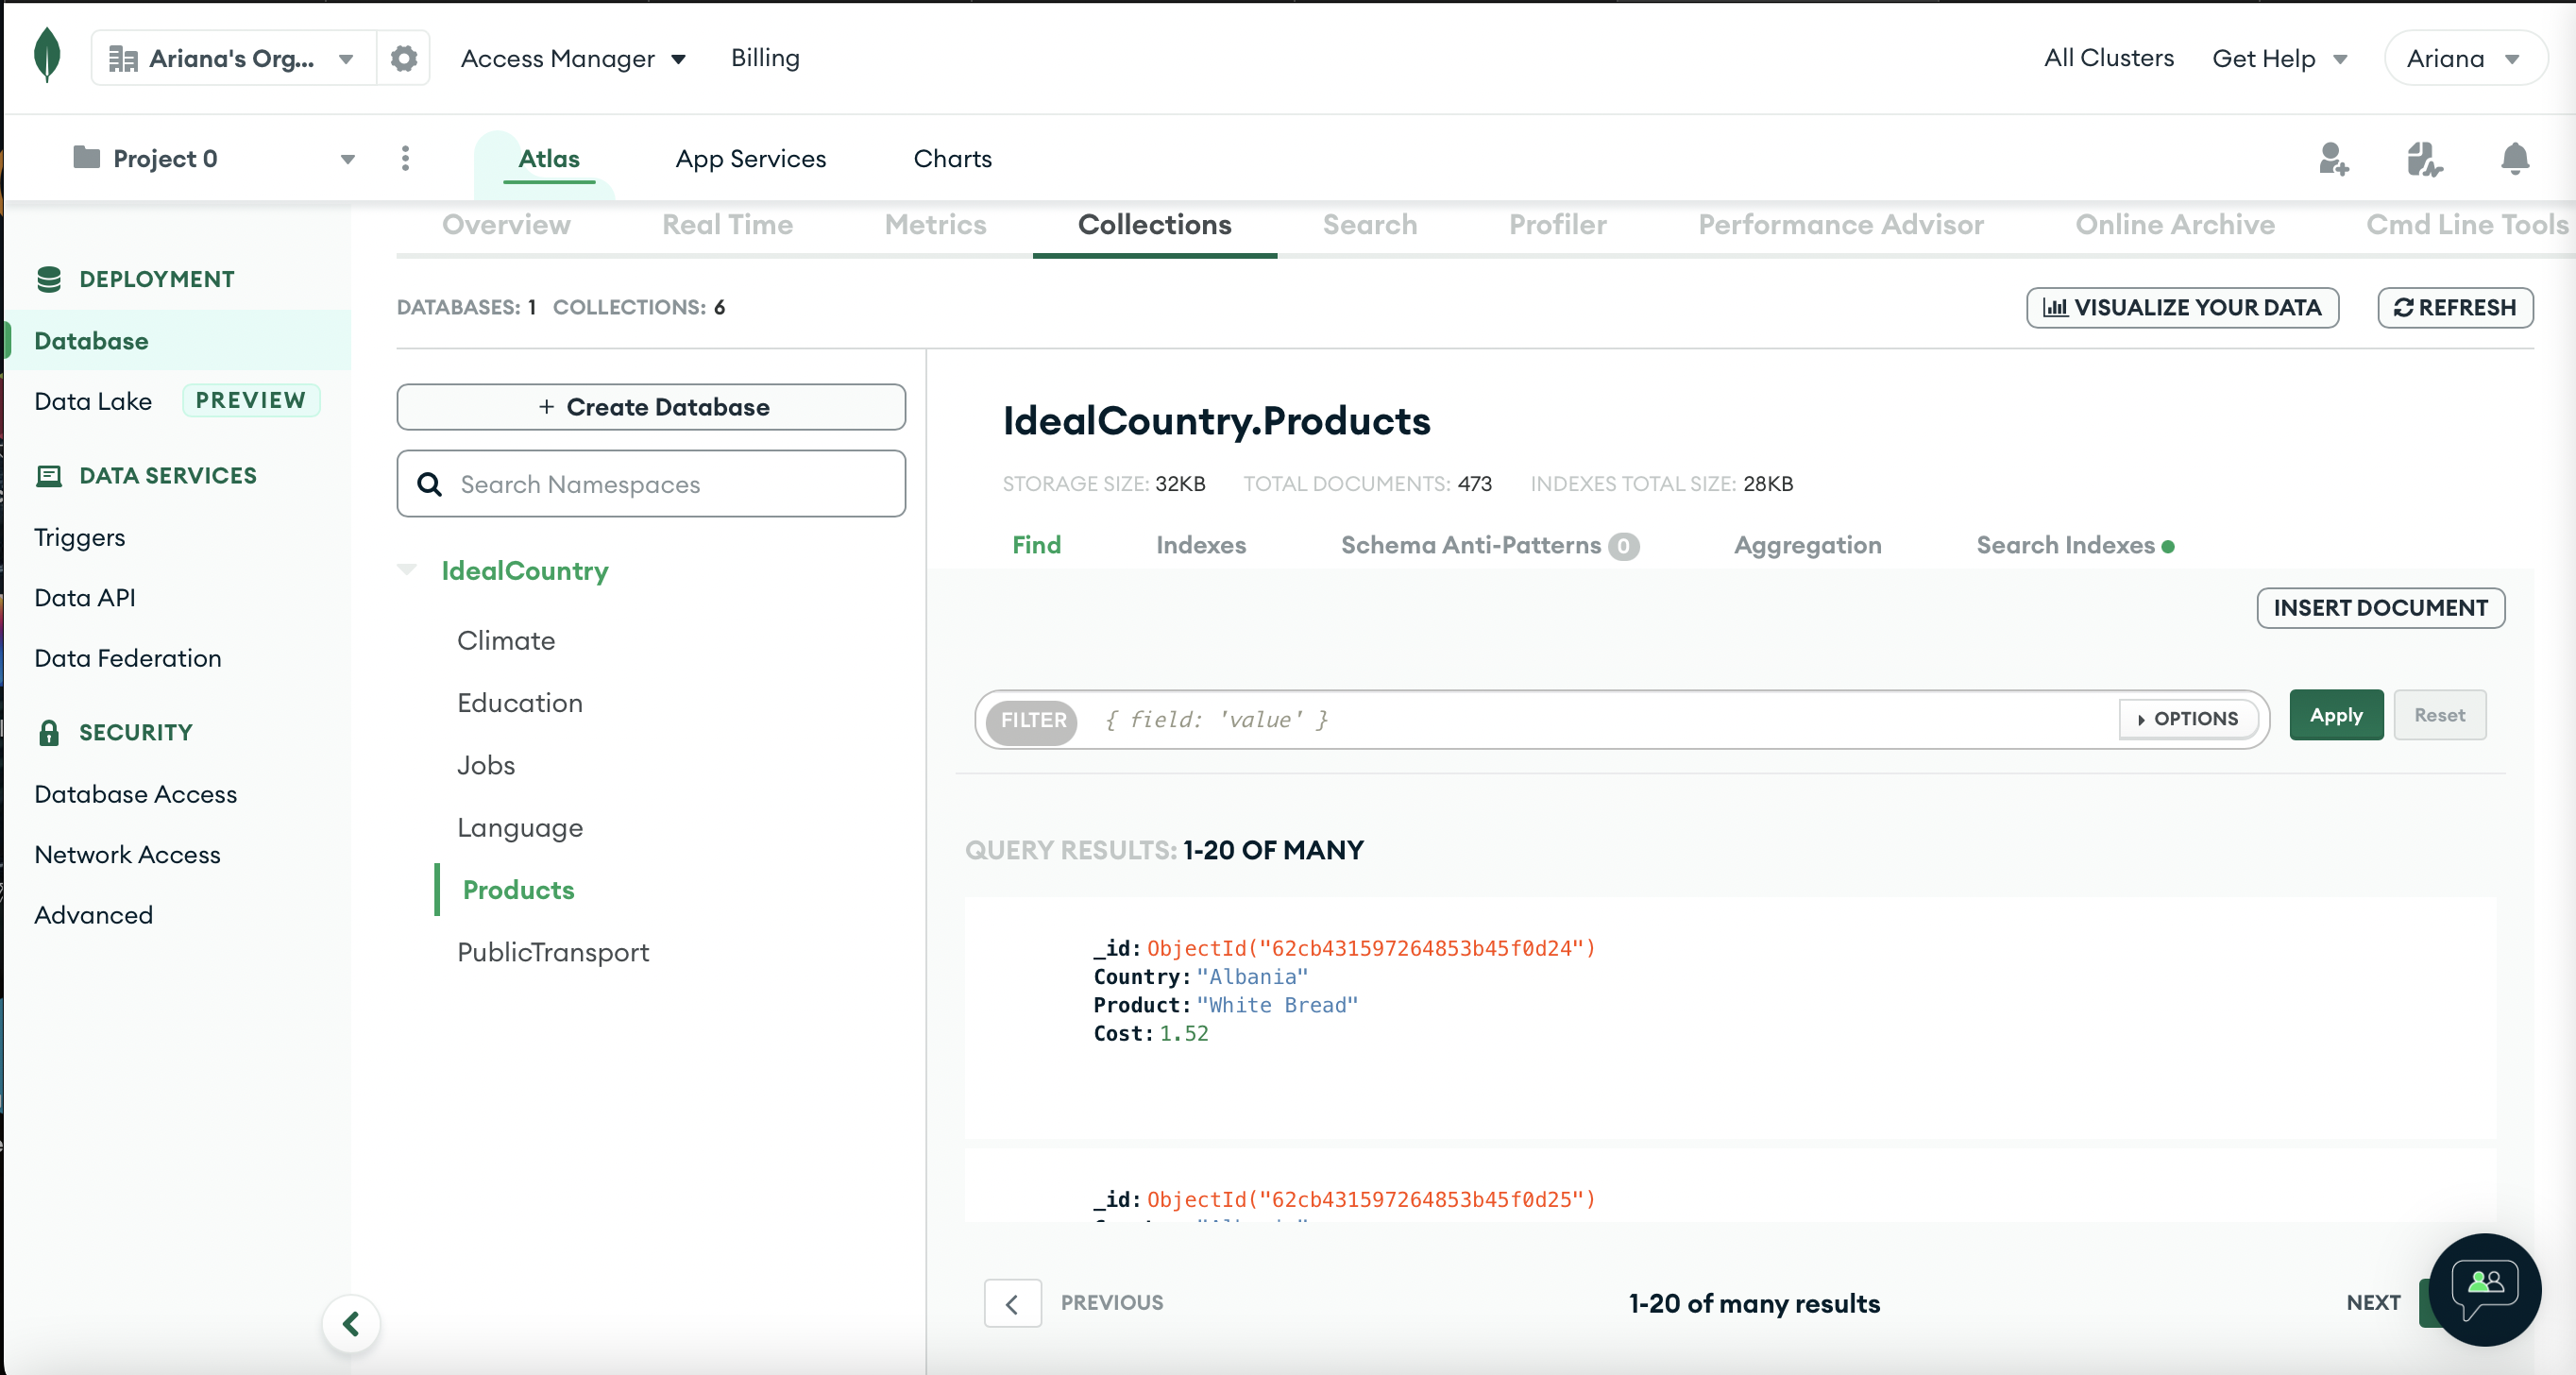 Ariana's Org...
Access Manager
Billing
All Clusters
Get Help
Ariana
Project 0
Atlas
App Services
Charts
Overview
Real Time
Metrics
Collections
Search
Profiler
Performance Advisor
Online Archive
Cmd Line Tools
DEPLOYMENT
Database
Data Lake PREVIEW
DATA SERVICES
Triggers
Data API
Data Federation
SECURITY
Database Access
Network Access
Advanced
DATABASES: 1 COLLECTIONS: 6
VISUALIZE YOUR DATA
REFRESH
+ Create Database
Search Namespaces
IdealCountry
Climate
Education
Jobs
Language
Products
PublicTransport
IdealCountry.Products
STORAGE SIZE: 32KB TOTAL DOCUMENTS: 473 INDEXES TOTAL SIZE: 28KB
Find
Indexes
Schema Anti-Patterns 0
Aggregation
Search Indexes
INSERT DOCUMENT
FILTER { field: 'value' }
OPTIONS
Apply
Reset
QUERY RESULTS: 1-20 OF MANY
_id: ObjectId("62cb431597264853b45f0d24")
Country: "Albania"
Product: "White Bread"
Cost: 1.52
_id: ObjectId("62cb431597264853b45f0d25")
PREVIOUS
1-20 of many results
NEXT